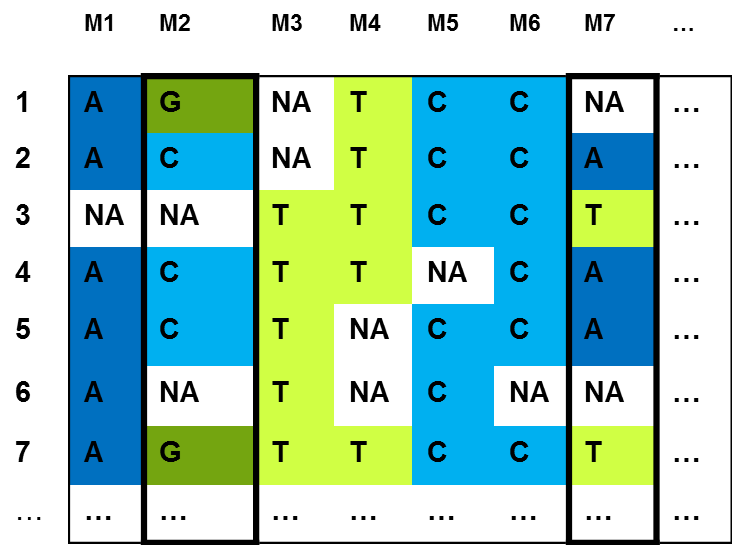 M1 M2 M3 M4 M5 M6 M7 ...
1 A G NA T C C NA ...
2 A C NA T C C A ...
3 NA NA T T C C T ...
4 A C T T NA C A ...
5 A C T NA C C A ...
6 A NA T NA C NA NA ...
7 A G T T C C T ...
... ... ... ... ... ... ... ... ...